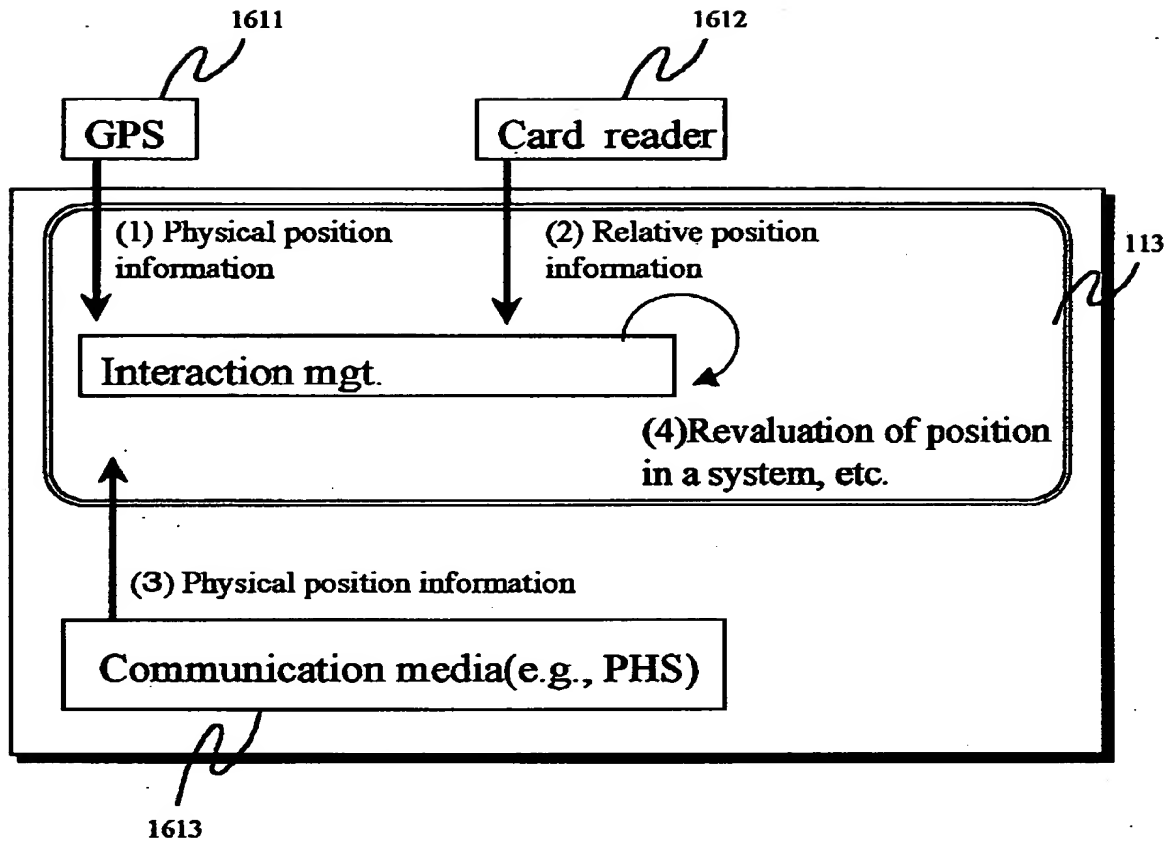 1611
1612
GPS
Card reader
(1) Physical position
information
(2) Relative position
information
113
Interaction mgt.
(4)Revaluation of position
in a system, etc.
(3) Physical position information
Communication media(e.g., PHS)
1613